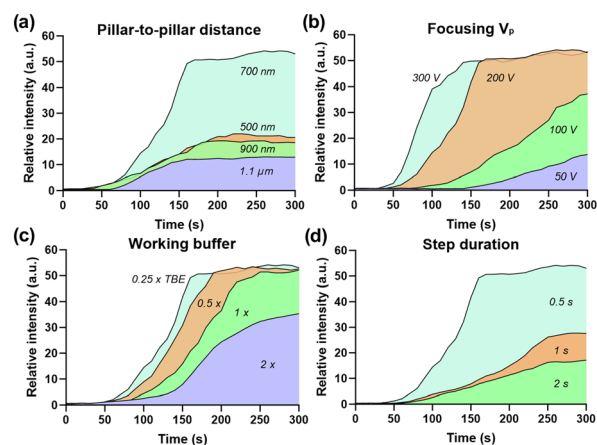 (a)
Pillar-to-pillar distance
Relative intensity (a.u.)
60
50
40
30
20
10
0
700 nm
500 nm
900 nm
1.1 µm
0 50 100 150 200 250 300
Time (s)
(b)
Focusing Vₚ
Relative intensity (a.u.)
60
50
40
30
20
10
0
300 V
200 V
100 V
50 V
0 50 100 150 200 250 300
Time (s)
(c)
Working buffer
Relative intensity (a.u.)
60
50
40
30
20
10
0
0.25 x TBE
0.5 x
1 x
2 x
0 50 100 150 200 250 300
Time (s)
(d)
Step duration
Relative intensity (a.u.)
60
50
40
30
20
10
0
0.5 s
1 s
2 s
0 50 100 150 200 250 300
Time (s)